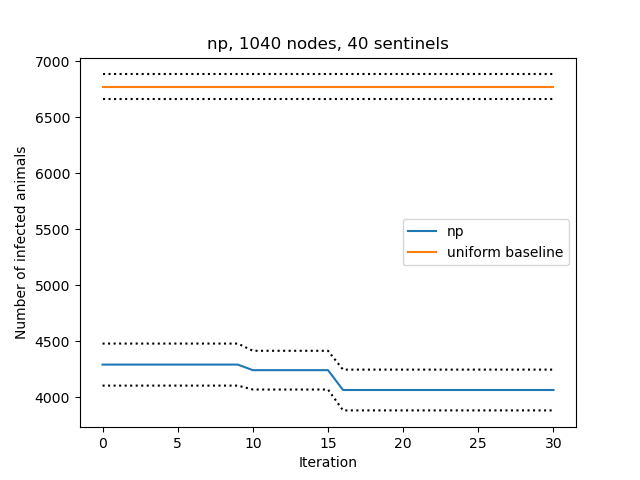 np, 1040 nodes, 40 sentinels
Number of infected animals
7000
6500
6000
5500
5000
4500
4000
np
uniform baseline
0 5 10 15 20 25 30
Iteration